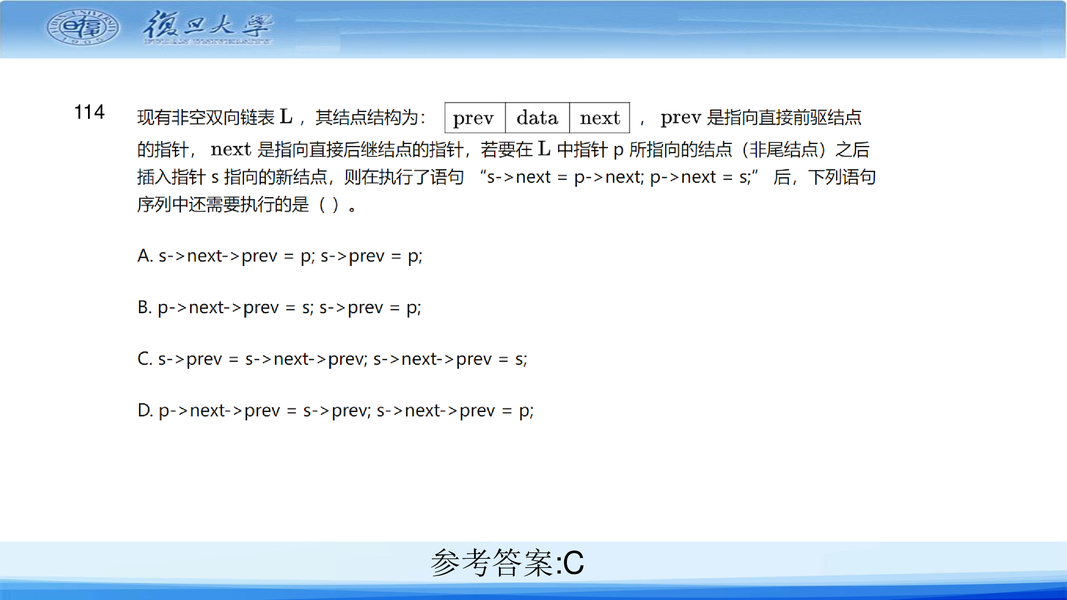 復旦大學
114
现有非空双向链表 L ，其结点结构为： prev data next ， prev 是指向直接前驱结点
的指针， next 是指向直接后继结点的指针，若要在 L 中指针 p 所指向的结点（非尾结点）之后
插入指针 s 指向的新结点，则在执行了语句 “s->next = p->next; p->next = s;” 后，下列语句
序列中还需要执行的是（ ）。
A. s->next->prev = p; s->prev = p;
B. p->next->prev = s; s->prev = p;
C. s->prev = s->next->prev; s->next->prev = s;
D. p->next->prev = s->prev; s->next->prev = p;
参考答案:C